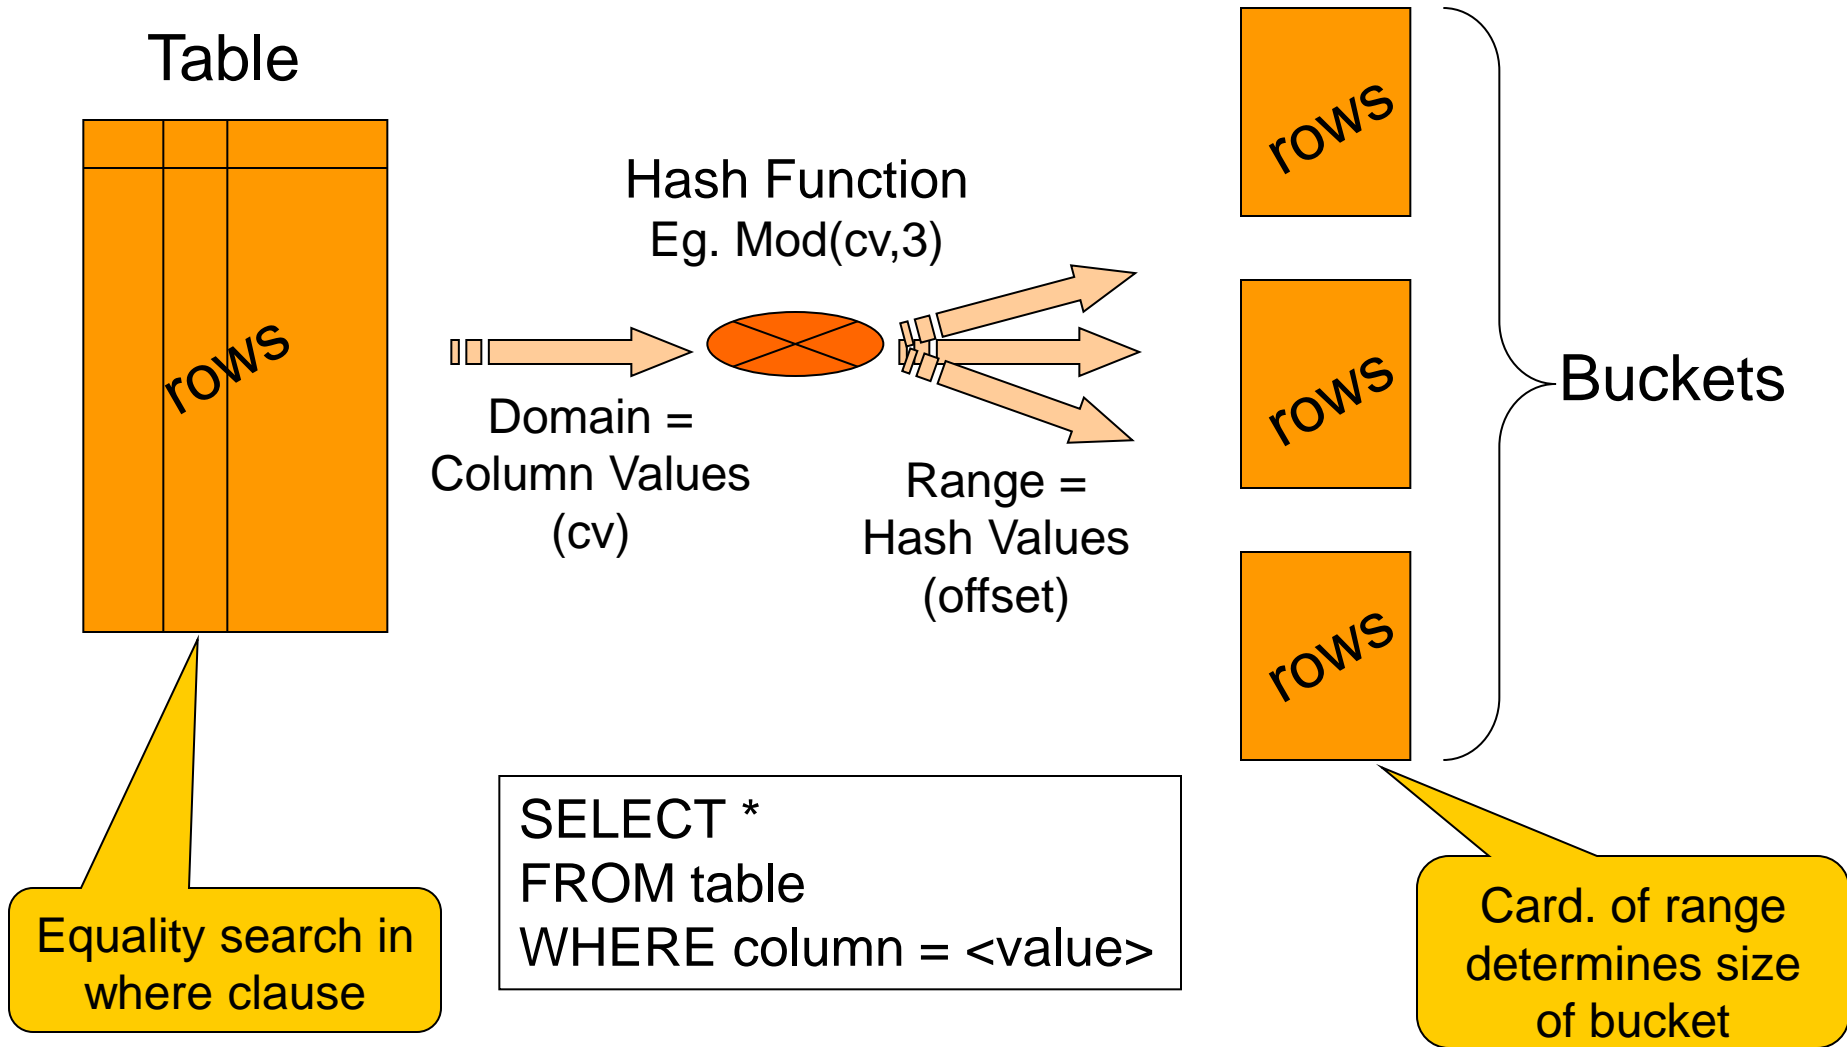 Table
rows
Hash Function
Eg. Mod(cv,3)
Domain =
Column Values
(cv)
Range =
Hash Values
(offset)
rows
rows
rows
Buckets
SELECT *
FROM table
WHERE column = <value>
Equality search in
where clause
Card. of range
determines size
of bucket